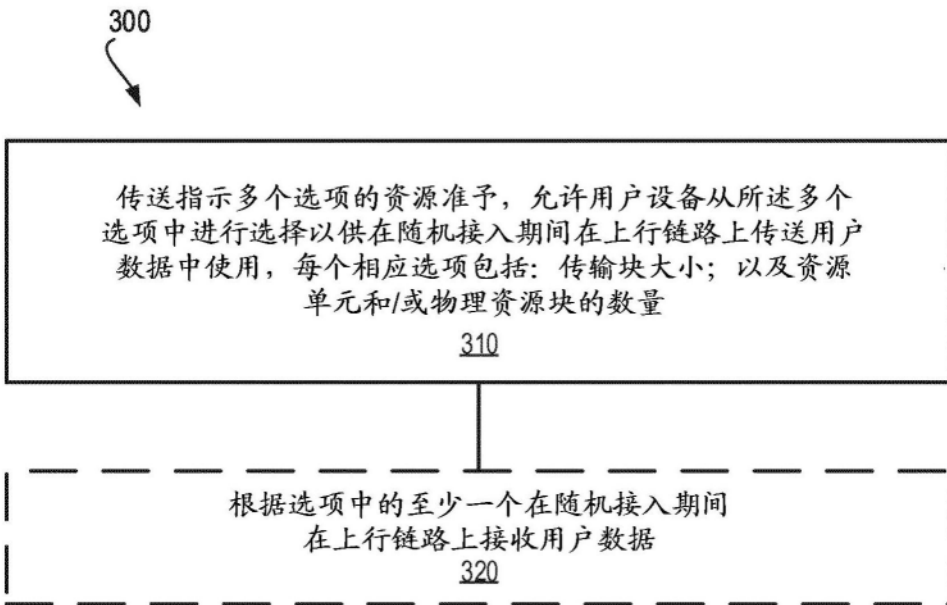 300
传送指示多个选项的资源准予，允许用户设备从所述多个
选项中进行选择以供在随机接入期间在上行链路上传送用户
数据中使用，每个相应选项包括：传输块大小；以及资源
单元和/或物理资源块的数量
310
根据选项中的至少一个在随机接入期间
在上行链路上接收用户数据
320